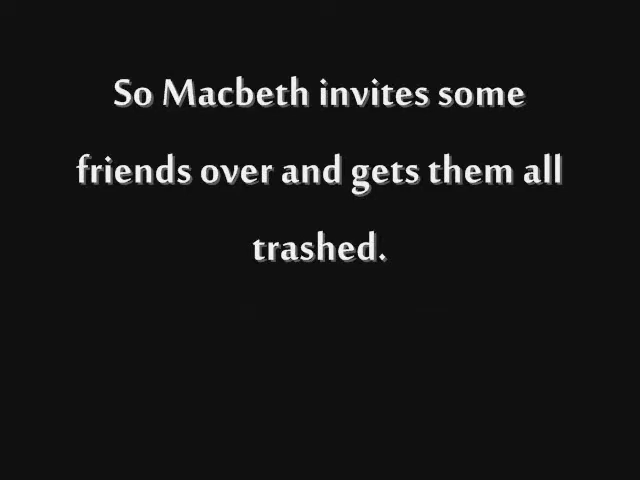 So Macbeth invites some
friends over and gets them all
trashed.